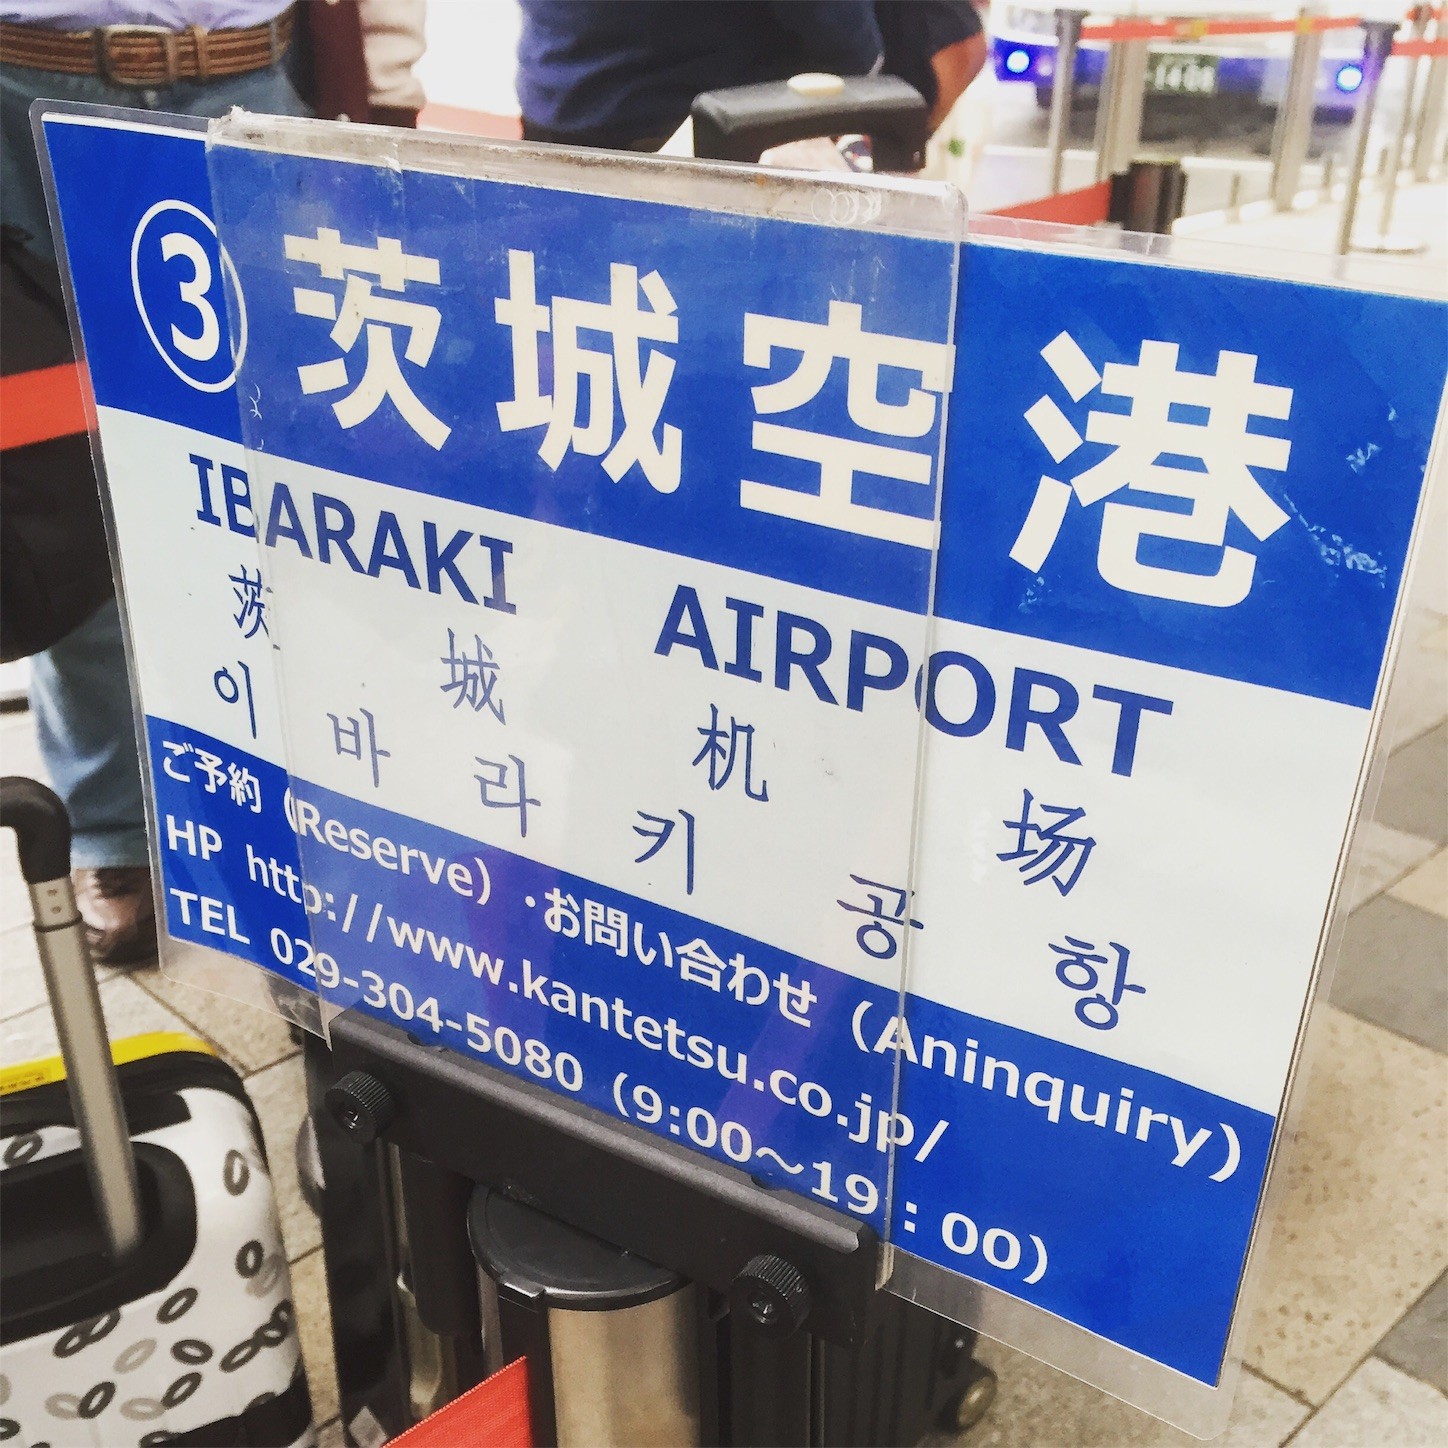 ③ 茨城空港
IBARAKI AIRPORT
茨城机场
이바라키공항
ご予約（Reserve）・お問い合わせ（Aninquiry）
HP http://www.kantetsu.co.jp/
TEL 029-304-5080（9:00～19：00）